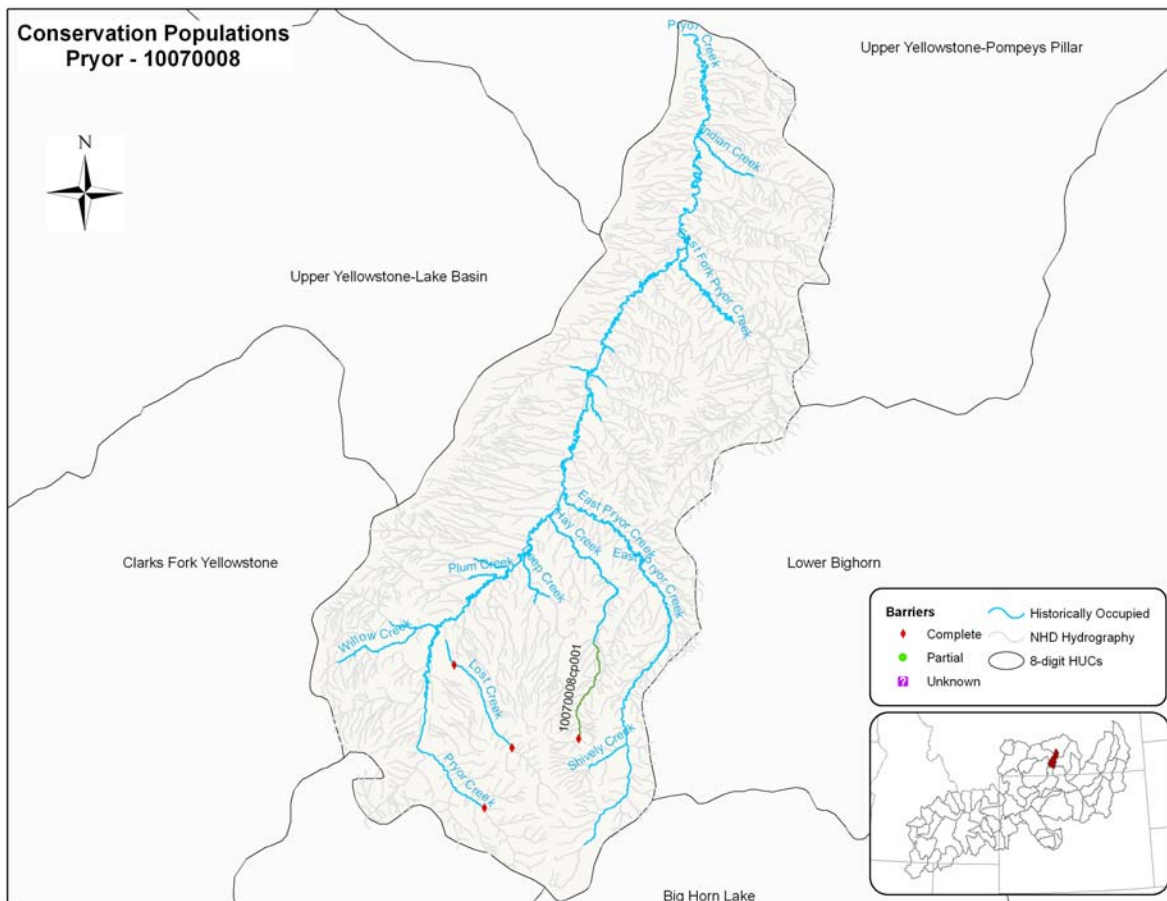 Conservation Populations
Pryor - 10070008
N
Pryor Creek
Upper Yellowstone-Pompeys Pillar
Indian Creek
East Fork Pryor Creek
Upper Yellowstone-Lake Basin
East Pryor Creek
Hay Creek
East Pryor Creek
Clarks Fork Yellowstone
Plum Creek
Lower Bighorn
Willow Creek
Lost Creek
10070008cp001
Shively Creek
Pryor Creek
Big Horn Lake
Barriers
Complete
Partial
? Unknown
Historically Occupied
NHD Hydrography
8-digit HUCs